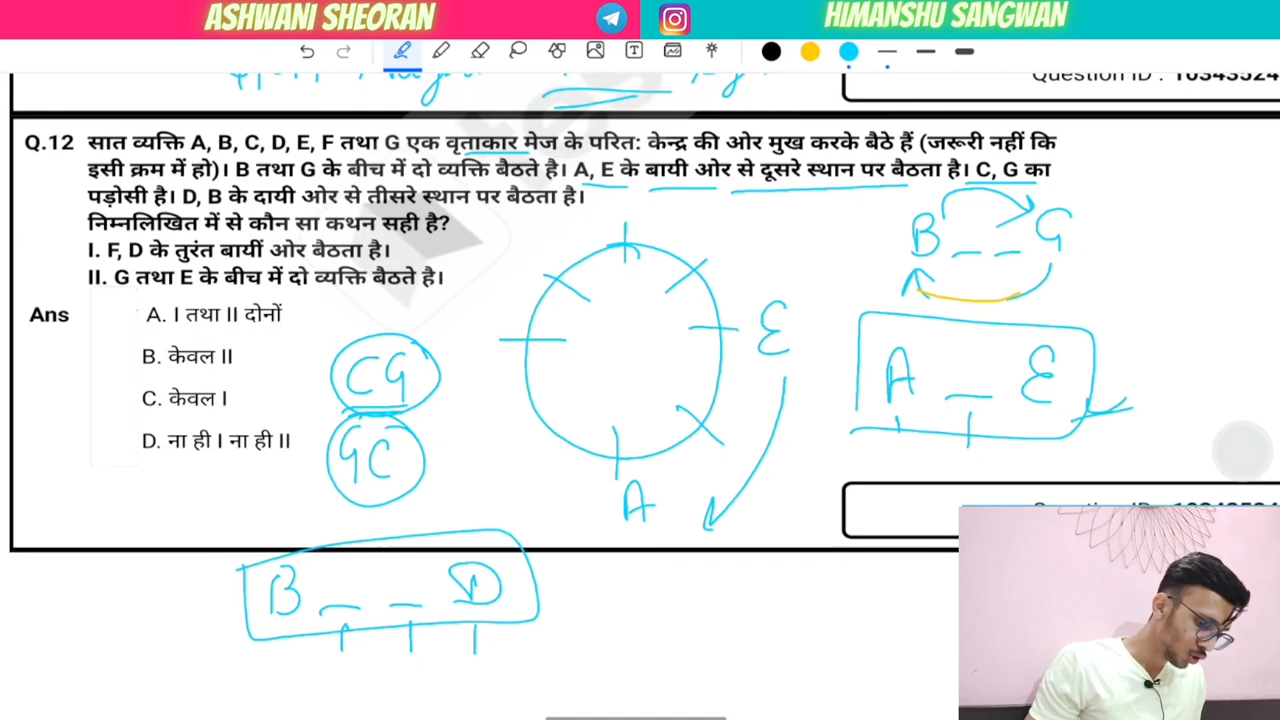 ASHWANI SHEORAN
HIMANSHU SANGWAN
Question ID :
Q.12 सात व्यक्ति A, B, C, D, E, F तथा G एक वृताकार मेज के परित: केन्द्र की ओर मुख करके बैठे हैं (जरूरी नहीं कि
इसी क्रम में हो)। B तथा G के बीच में दो व्यक्ति बैठते है। A, E के बायी ओर से दूसरे स्थान पर बैठता है। C, G का
पड़ोसी है। D, B के दायी ओर से तीसरे स्थान पर बैठता है।
निम्नलिखित में से कौन सा कथन सही है?
I. F, D के तुरंत बायीं ओर बैठता है।
II. G तथा E के बीच में दो व्यक्ति बैठते है।
Ans A. I तथा II दोनों
B. केवल II
C. केवल I
D. ना ही I ना ही II
B _ _ G
E
A _ E
CG
GC
A
B _ _ D